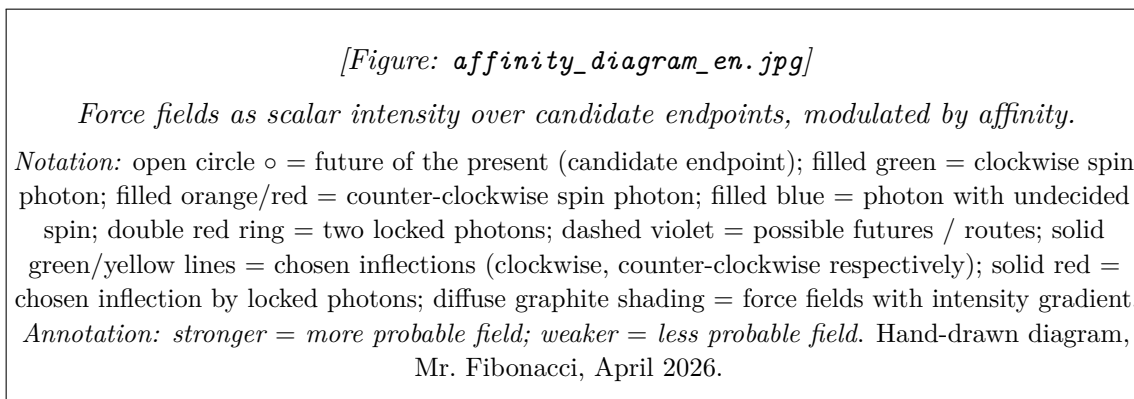 [Figure: affinity_diagram_en.jpg]
Force fields as scalar intensity over candidate endpoints, modulated by affinity.
Notation: open circle ○ = future of the present (candidate endpoint); filled green = clockwise spin
photon; filled orange/red = counter-clockwise spin photon; filled blue = photon with undecided
spin; double red ring = two locked photons; dashed violet = possible futures / routes; solid
green/yellow lines = chosen inflections (clockwise, counter-clockwise respectively); solid red =
chosen inflection by locked photons; diffuse graphite shading = force fields with intensity gradient
Annotation: stronger = more probable field; weaker = less probable field. Hand-drawn diagram,
Mr. Fibonacci, April 2026.